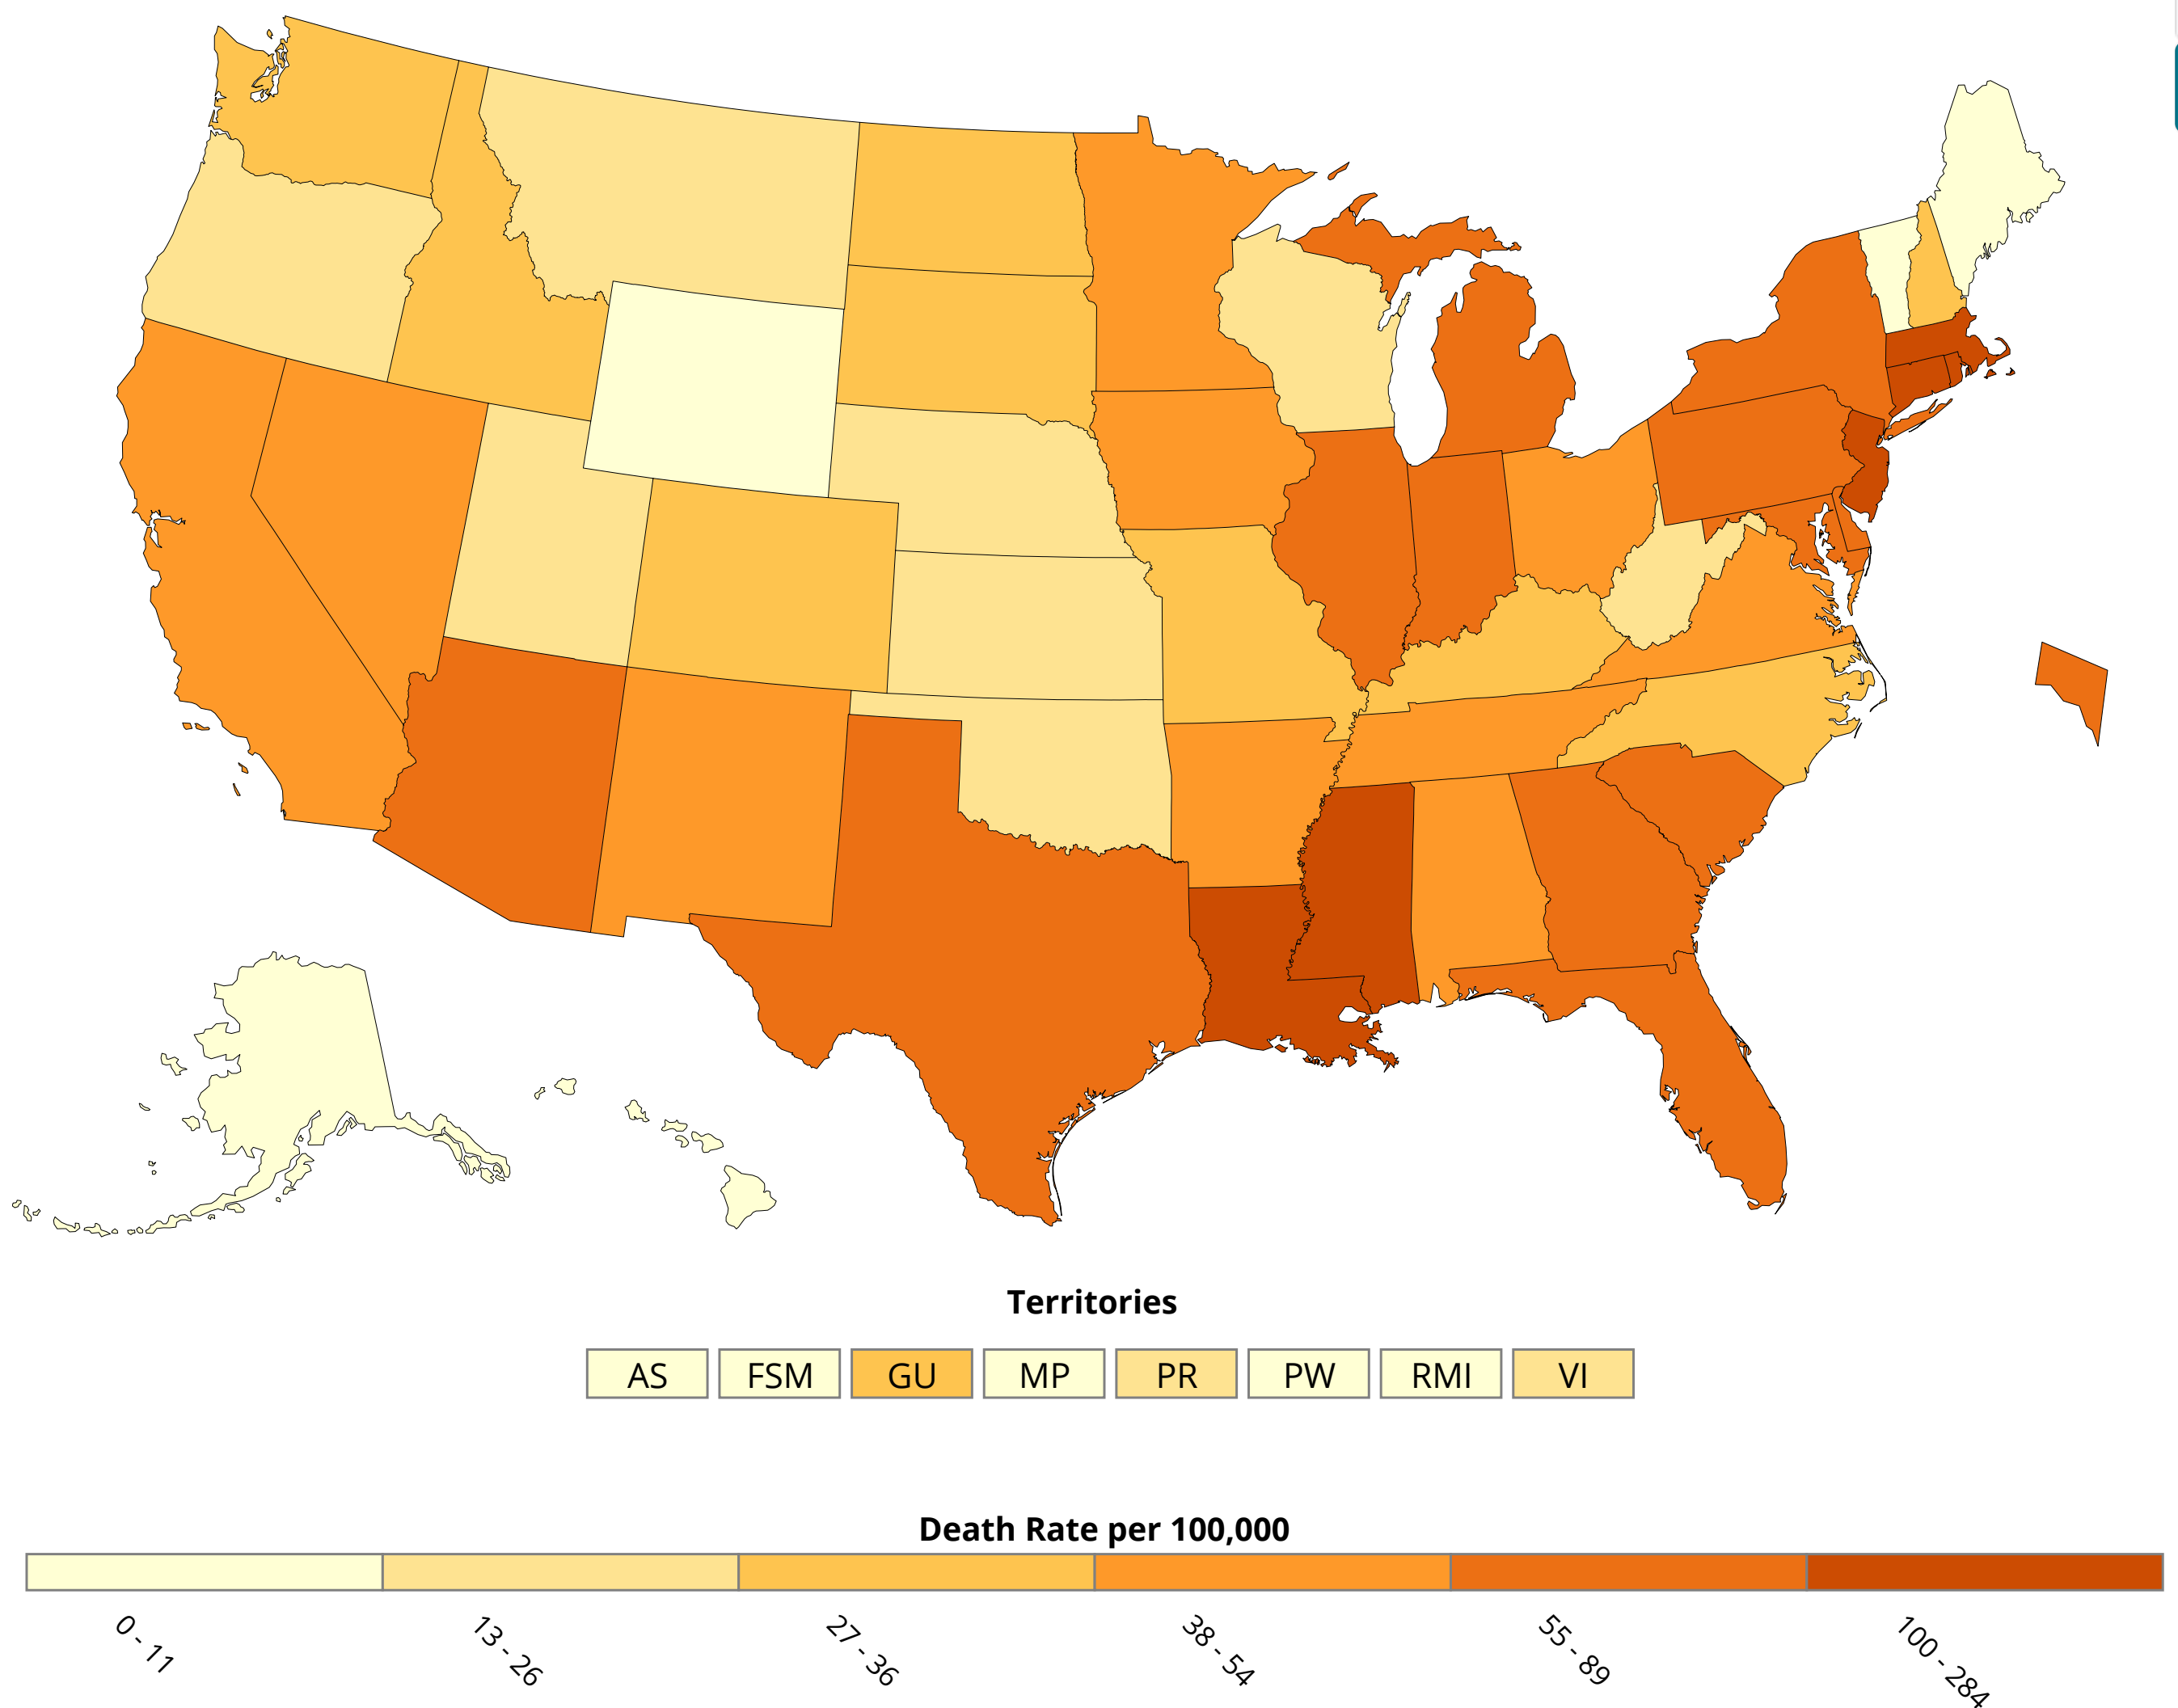 Territories
AS FSM GU MP PR PW RMI VI
Death Rate per 100,000
0 - 11 13 - 26 27 - 36 38 - 54 55 - 89 100 - 284